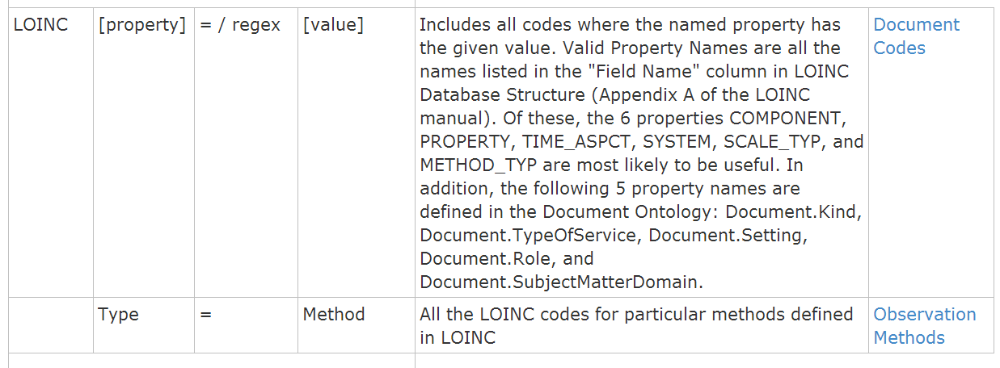 LOINC [property] = / regex [value] Includes all codes where the named property has Document
the given value. Valid Property Names are all the Codes
names listed in the "Field Name" column in LOINC
Database Structure (Appendix A of the LOINC
manual). Of these, the 6 properties COMPONENT,
PROPERTY, TIME_ASPCT, SYSTEM, SCALE_TYP, and
METHOD_TYP are most likely to be useful. In
addition, the following 5 property names are
defined in the Document Ontology: Document.Kind,
Document.TypeOfService, Document.Setting,
Document.Role, and
Document.SubjectMatterDomain.
Type = Method All the LOINC codes for particular methods defined Observation
in LOINC Methods